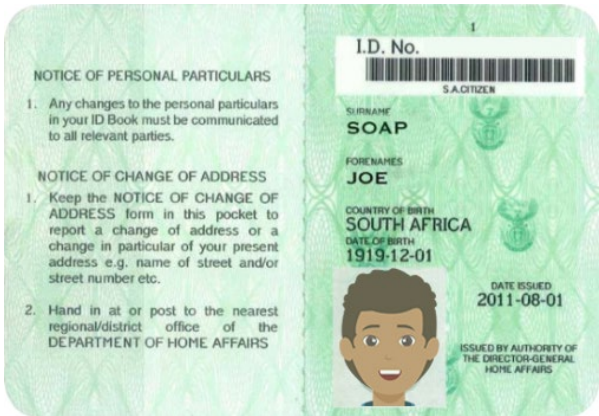 NOTICE OF PERSONAL PARTICULARS
1. Any changes to the personal particulars
in your ID Book must be communicated
to all relevant parties.
NOTICE OF CHANGE OF ADDRESS
1. Keep the NOTICE OF CHANGE OF
ADDRESS form in this pocket to
report a change of address or a
change in particular of your present
address e.g. name of street and/or
street number etc.
2. Hand in at or post to the nearest
regional/district office of the
DEPARTMENT OF HOME AFFAIRS
1
I.D. No.
S.A.CITIZEN
SURNAME
SOAP
FORENAMES
JOE
COUNTRY OF BIRTH
SOUTH AFRICA
DATE OF BIRTH
1919-12-01
DATE ISSUED
2011-08-01
ISSUED BY AUTHORITY OF
THE DIRECTOR-GENERAL
HOME AFFAIRS